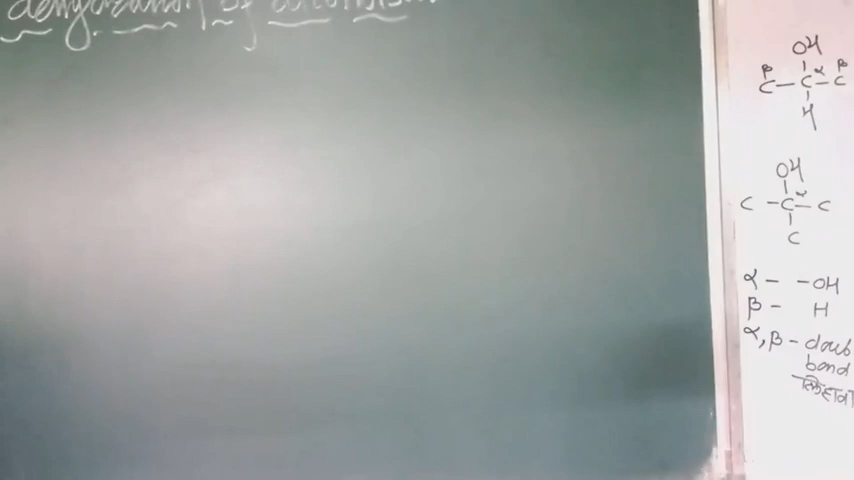 dehydration of alcohols
OH
β α β
C – C – C
H
OH
α
C – C – C
C
α – – OH
β – H
α, β – doub
bond